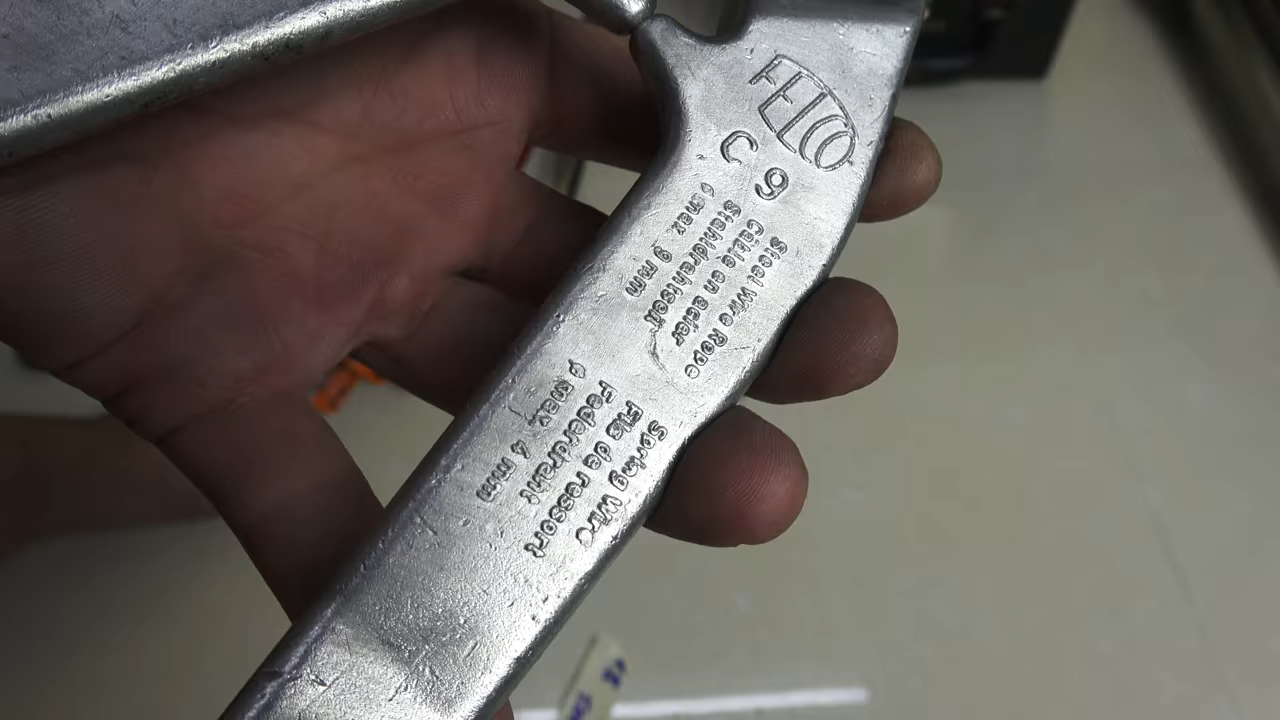 FELCO
C 9
Steel Wire Rope
Câble en acier
Stahldrahtseil
ø max. 9 mm
Spring Wire
Fils de ressort
Federdraht
ø max. 4 mm